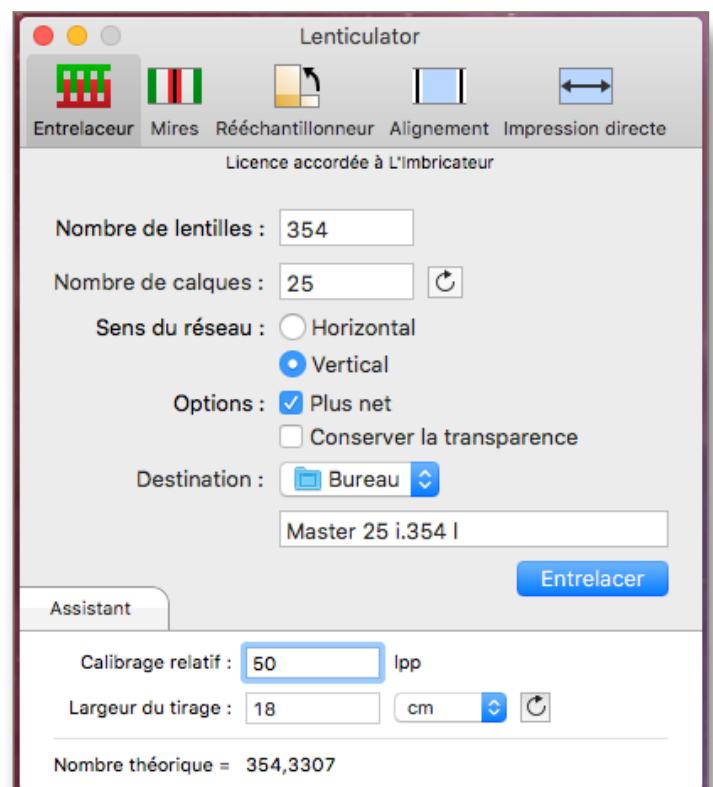 Lenticulator
Entrelaceur Mires Rééchantillonneur Alignement Impression directe
Licence accordée à L'Imbricateur
Nombre de lentilles : 354
Nombre de calques : 25
Sens du réseau : Horizontal
Vertical
Options : Plus net
Conserver la transparence
Destination : Bureau
Master 25 i.354 l
Entrelacer
Assistant
Calibrage relatif : 50 lpp
Largeur du tirage : 18 cm
Nombre théorique = 354,3307